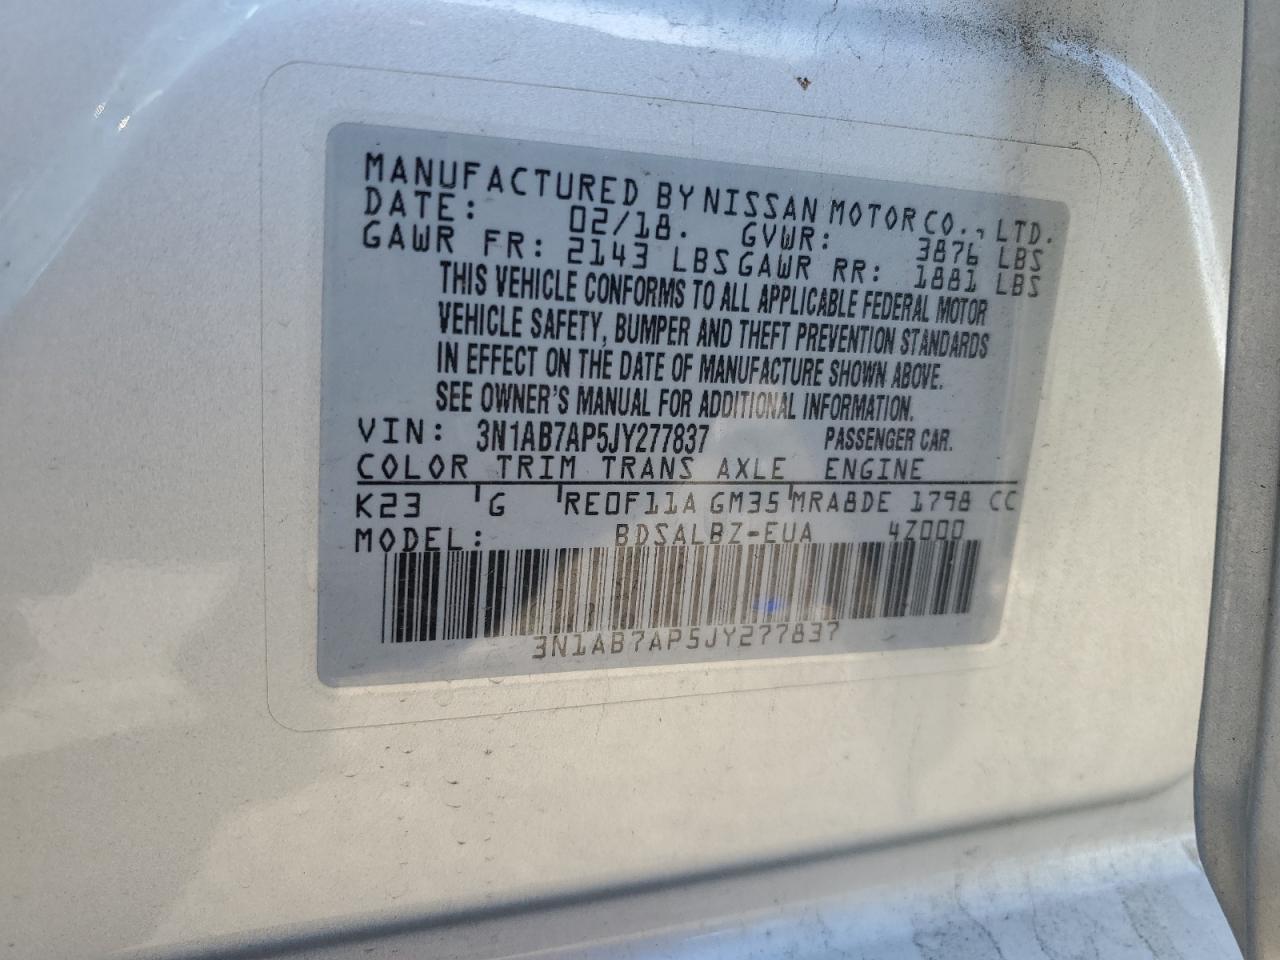 MANUFACTURED BY NISSAN MOTOR CO., LTD.
DATE: 02/18. GVWR: 3876 LBS
GAWR FR: 2143 LBS GAWR RR: 1881 LBS
THIS VEHICLE CONFORMS TO ALL APPLICABLE FEDERAL MOTOR
VEHICLE SAFETY, BUMPER AND THEFT PREVENTION STANDARDS
IN EFFECT ON THE DATE OF MANUFACTURE SHOWN ABOVE.
SEE OWNER'S MANUAL FOR ADDITIONAL INFORMATION.
VIN: 3N1AB7AP5JY277837 PASSENGER CAR.
COLOR TRIM TRANS AXLE ENGINE
K23 'G 'RE0F11A GM35'MRA8DE 1798 CC
MODEL: BDSALBZ-EUA 4Z000
3N1AB7AP5JY277837